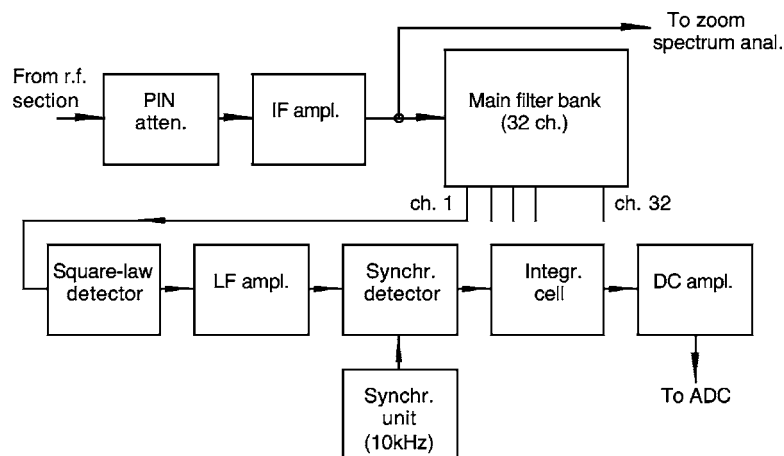 To zoom
spectrum anal.
From r.f.
section
PIN
atten.
IF ampl.
Main filter bank
(32 ch.)
ch. 1
ch. 32
Square-law
detector
LF ampl.
Synchr.
detector
Integr.
cell
DC ampl.
Synchr.
unit
(10kHz)
To ADC